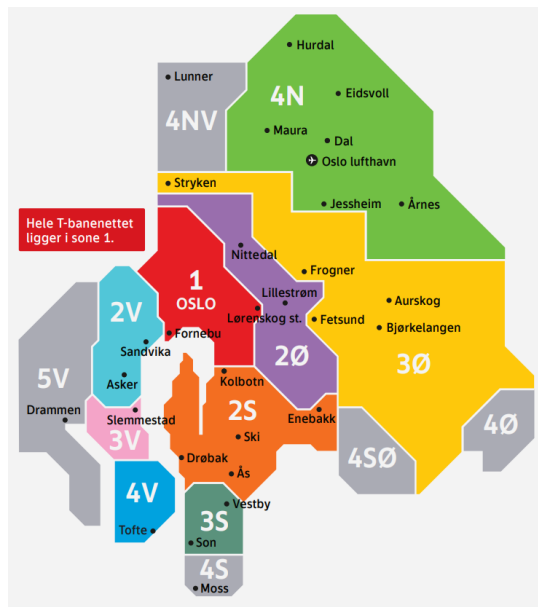 Hurdal
Lunner
4N
Eidsvoll
4NV
Maura
Dal
Oslo lufthavn
Stryken
Jessheim
Årnes
Hele T-banenettet
ligger i sone 1.
Nittedal
1
OSLO
Frogner
2V
Lillestrøm
Aurskog
Lørenskog st.
Fetsund
Bjørkelangen
Fornebu
Sandvika
2Ø
3Ø
5V
Asker
Kolbotn
Drammen
Slemmestad
2S
Enebakk
3V
Ski
4Ø
Drøbak
4SØ
Ås
4V
Vestby
3S
Tofte
Son
4S
Moss